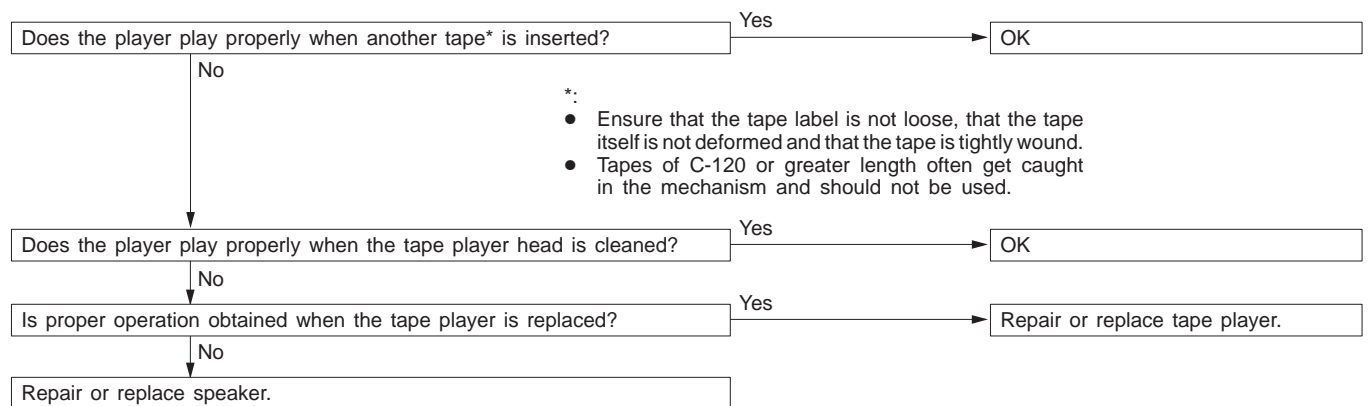 Does the player play properly when another tape* is inserted?
Yes
OK
No
*:
● Ensure that the tape label is not loose, that the tape
itself is not deformed and that the tape is tightly wound.
● Tapes of C-120 or greater length often get caught
in the mechanism and should not be used.
Does the player play properly when the tape player head is cleaned?
Yes
OK
No
Is proper operation obtained when the tape player is replaced?
Yes
Repair or replace tape player.
No
Repair or replace speaker.